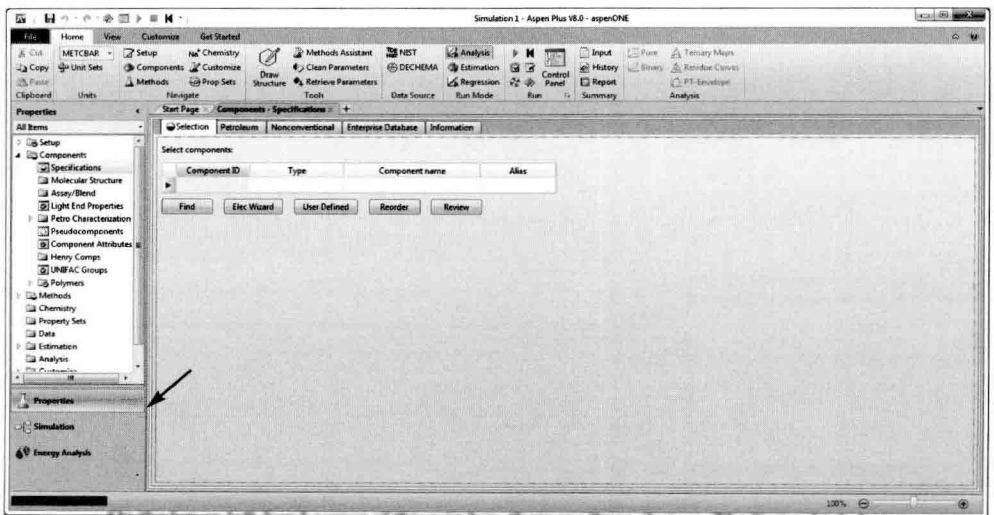 Simulation 1 - Aspen Plus V8.0 - aspenONE
File Home View Customize Get Started
Cut METCBAR Setup Chemistry Methods Assistant NIST Analysis Input Pure Ternary Maps
Copy Unit Sets Components Customize Draw Structure Clean Parameters DECHEMA Estimation Control Panel History Binary Residue Curves
Paste Methods Prop Sets Retrieve Parameters Regression Report PT-Envelope
Clipboard Units Navigate Tools Data Source Run Mode Run Summary Analysis
Properties
Start Page Components - Specifications +
All Items
Selection Petroleum Nonconventional Enterprise Database Information
Setup
Components
Specifications
Molecular Structure
Assay/Blend
Light End Properties
Petro Characterization
Pseudocomponents
Component Attributes
Henry Comps
UNIFAC Groups
Polymers
Methods
Chemistry
Property Sets
Data
Estimation
Analysis
Customize
Select components:
Component ID Type Component name Alias
Find Elec Wizard User Defined Reorder Review
Properties
Simulation
Energy Analysis
100%